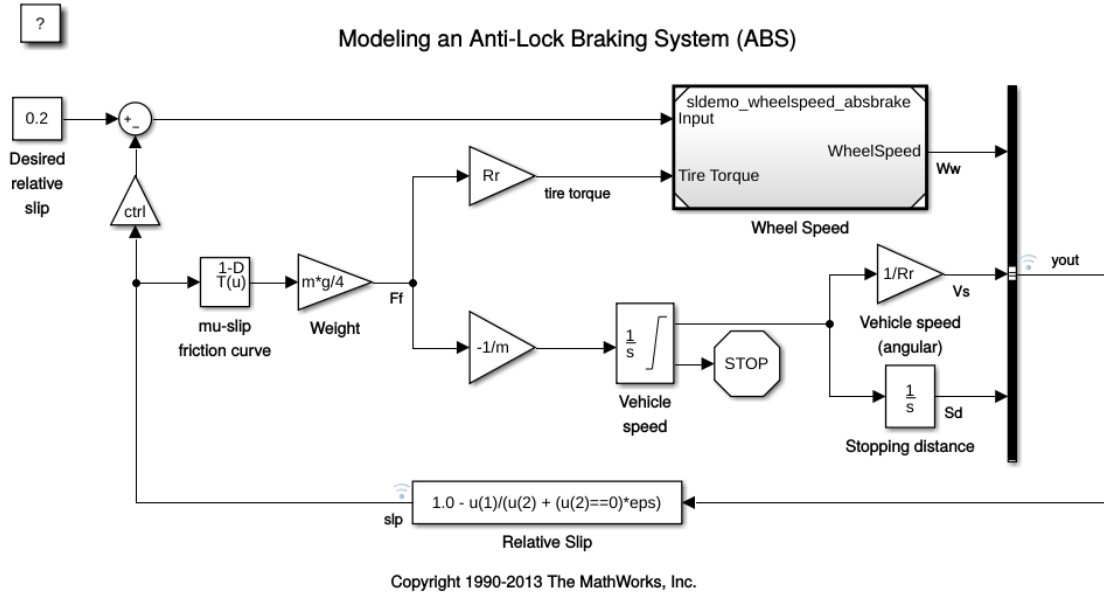 ?
Modeling an Anti-Lock Braking System (ABS)
0.2
Desired
relative
slip
+
−
ctrl
1-D
T(u)
mu-slip
friction curve
m*g/4
Weight
Ff
Rr
tire torque
sldemo_wheelspeed_absbrake
Input
WheelSpeed
Tire Torque
Wheel Speed
Ww
-1/m
1
s
Vehicle
speed
STOP
1/Rr
Vs
Vehicle speed
(angular)
1
s
Sd
Stopping distance
yout
slp
1.0 - u(1)/(u(2) + (u(2)==0)*eps)
Relative Slip
Copyright 1990-2013 The MathWorks, Inc.